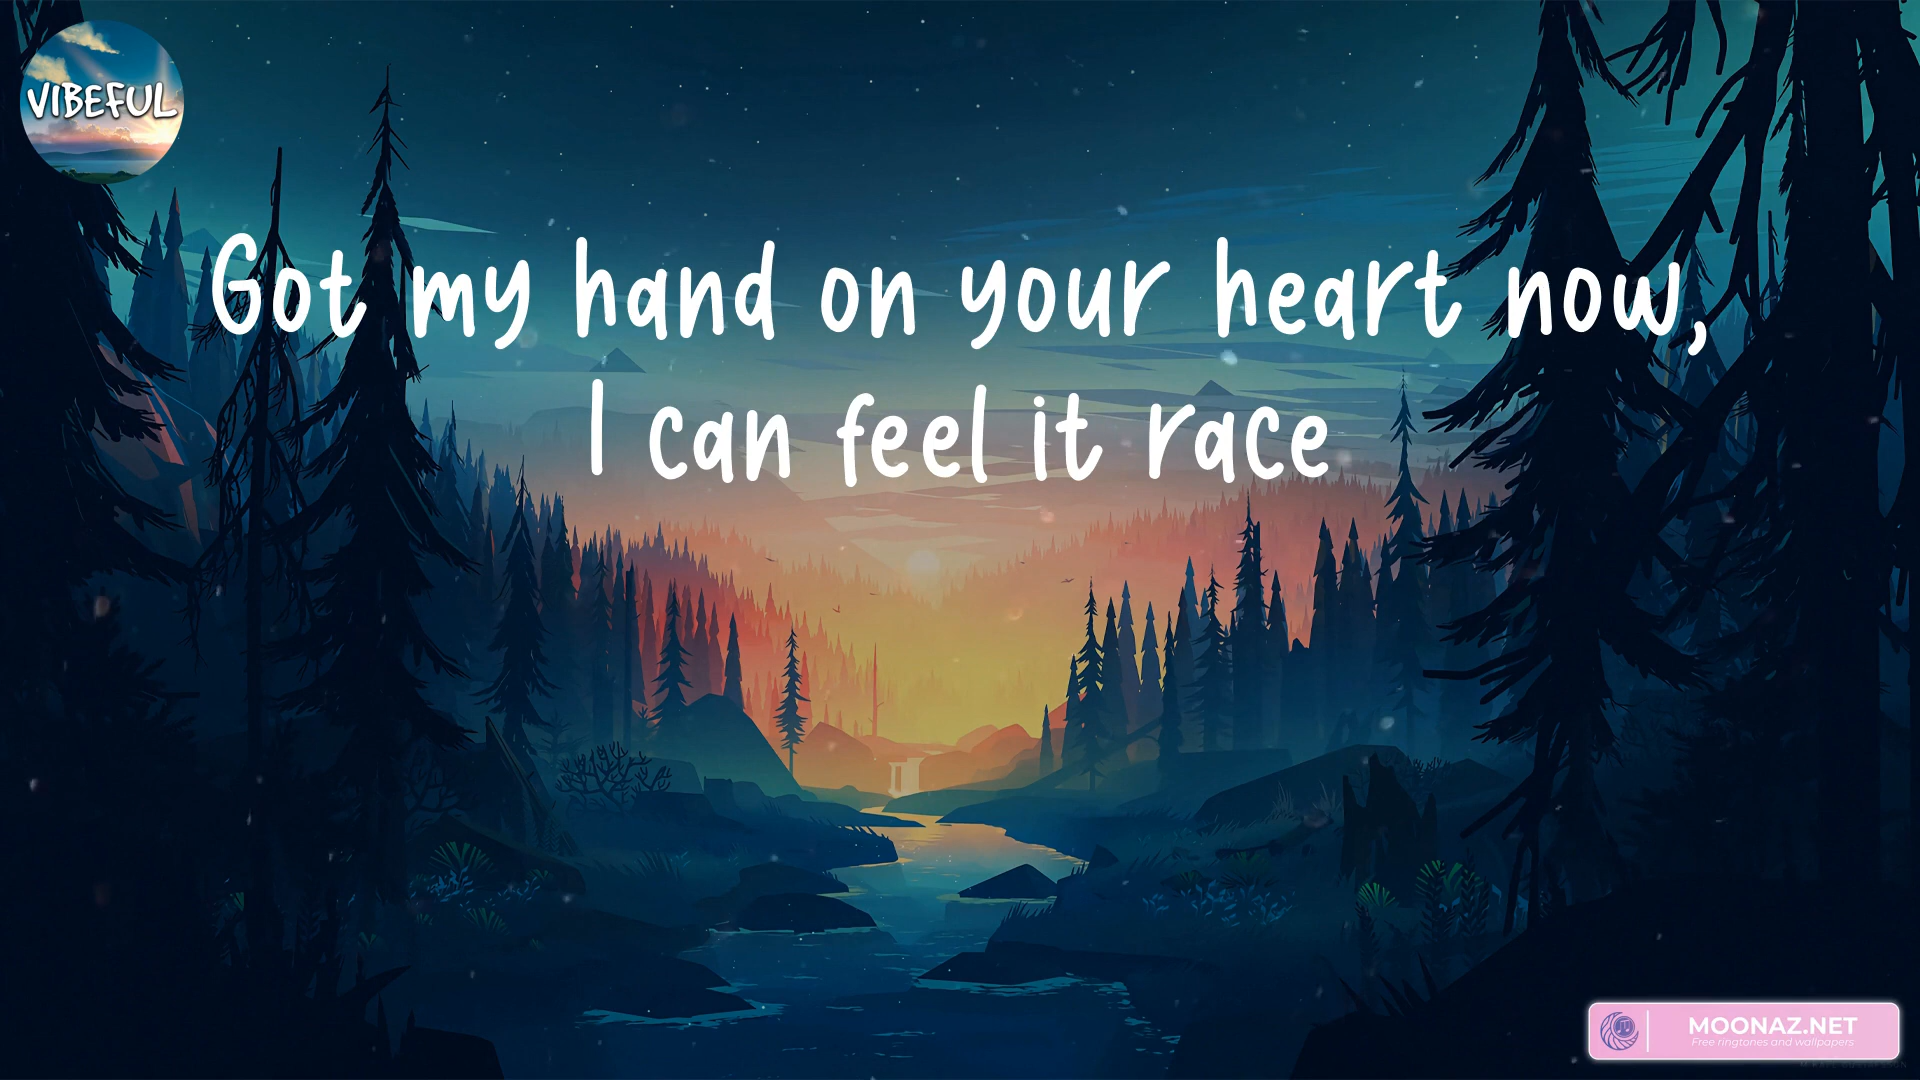 VIBEFUL
Got my hand on your heart now,
I can feel it race
MOONAZ.NET
Free ringtones and wallpapers